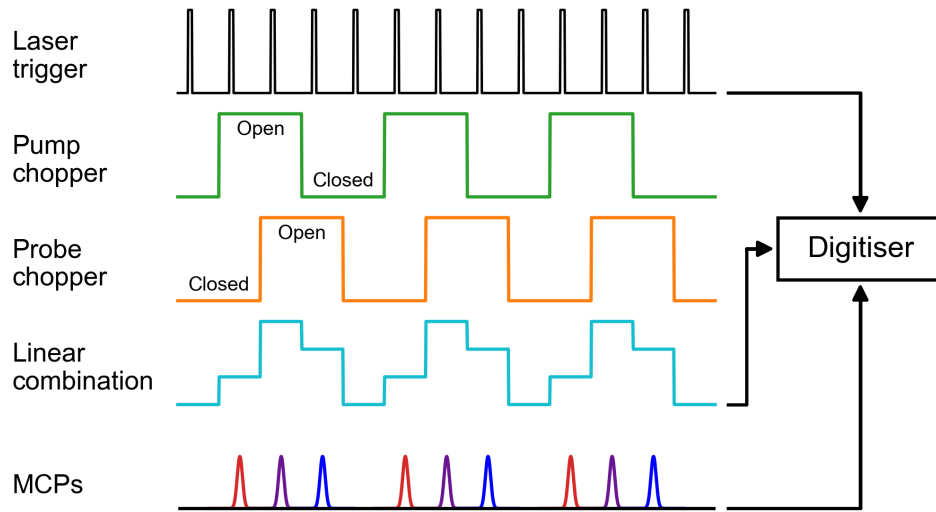 Laser
trigger
Open
Pump
chopper
Closed
Open
Probe
chopper
Closed
Digitiser
Linear
combination
MCPs